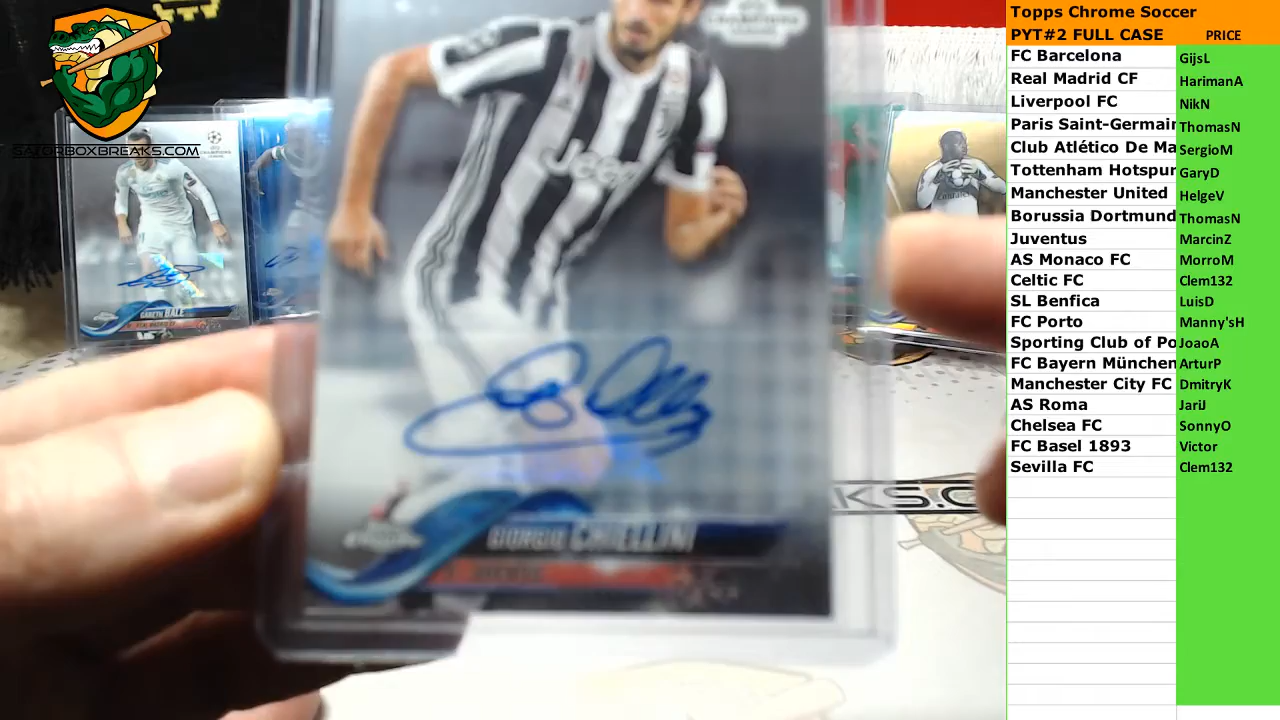 Topps Chrome Soccer
PYT#2 FULL CASE PRICE
FC Barcelona GijsL
Real Madrid CF HarimanA
Liverpool FC NikN
Paris Saint-Germain ThomasN
Club Atlético De Ma SergioM
Tottenham Hotspur GaryD
Manchester United HelgeV
Borussia Dortmund ThomasN
Juventus MarcinZ
AS Monaco FC MorroM
Celtic FC Clem132
SL Benfica LuisD
FC Porto Manny'sH
Sporting Club of Po JoaoA
FC Bayern München ArturP
Manchester City FC DmitryK
AS Roma JariJ
Chelsea FC SonnyO
FC Basel 1893 Victor
Sevilla FC Clem132
GATORBOXBREAKS.COM
CHAMPIONS
LEAGUE
Jeep
GARETH BALE
CHIELLINI